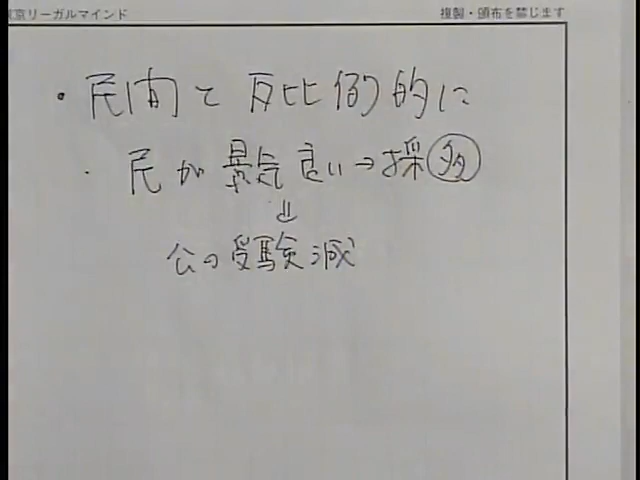 東京リーガルマインド 複製・頒布を禁じます
・民間と反比例的に
・民が景気良い→採多
⇓
公の受験減